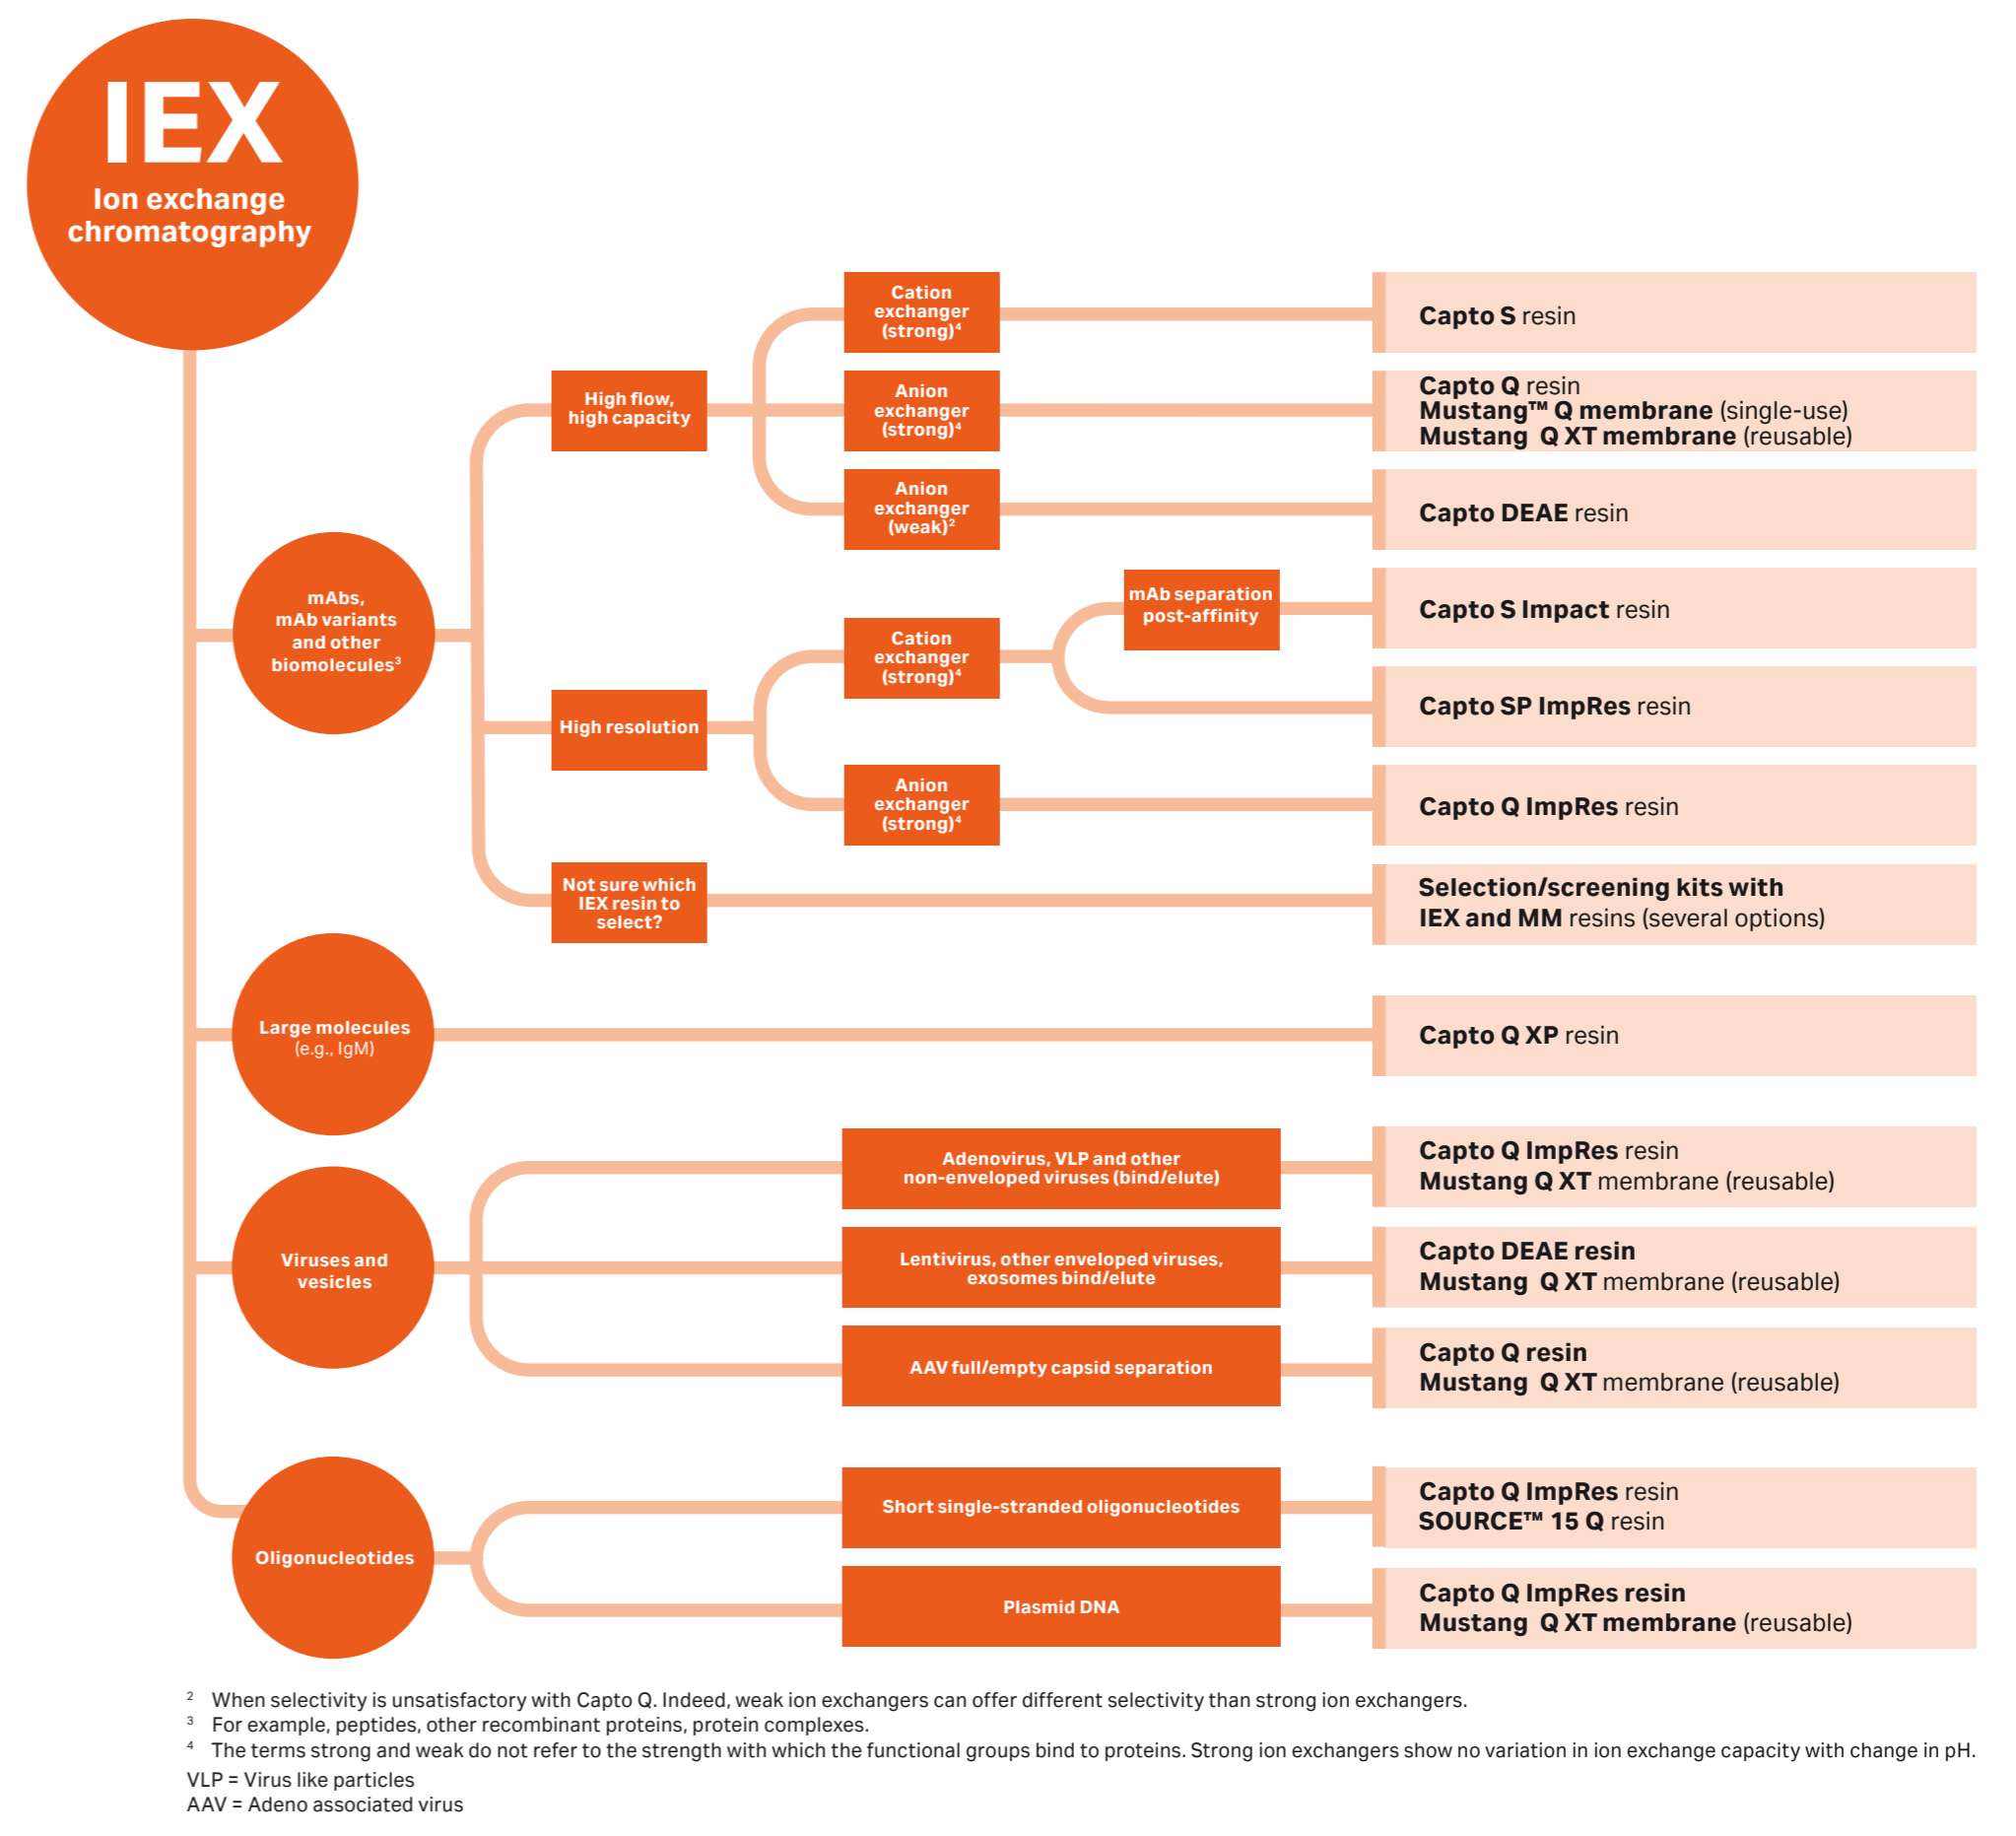 IEX
Ion exchange
chromatography
Cation
exchanger
(strong)⁴
Capto S resin
High flow,
high capacity
Anion
exchanger
(strong)⁴
Capto Q resin
Mustang™ Q membrane (single-use)
Mustang Q XT membrane (reusable)
Anion
exchanger
(weak)²
Capto DEAE resin
mAbs,
mAb variants
and other
biomolecules³
mAb separation
post-affinity
Capto S Impact resin
Cation
exchanger
(strong)⁴
Capto SP ImpRes resin
High resolution
Anion
exchanger
(strong)⁴
Capto Q ImpRes resin
Not sure which
IEX resin to
select?
Selection/screening kits with
IEX and MM resins (several options)
Large molecules
(e.g., IgM)
Capto Q XP resin
Viruses and
vesicles
Adenovirus, VLP and other
non-enveloped viruses (bind/elute)
Capto Q ImpRes resin
Mustang Q XT membrane (reusable)
Lentivirus, other enveloped viruses,
exosomes bind/elute
Capto DEAE resin
Mustang Q XT membrane (reusable)
AAV full/empty capsid separation
Capto Q resin
Mustang Q XT membrane (reusable)
Oligonucleotides
Short single-stranded oligonucleotides
Capto Q ImpRes resin
SOURCE™ 15 Q resin
Plasmid DNA
Capto Q ImpRes resin
Mustang Q XT membrane (reusable)
² When selectivity is unsatisfactory with Capto Q. Indeed, weak ion exchangers can offer different selectivity than strong ion exchangers.
³ For example, peptides, other recombinant proteins, protein complexes.
⁴ The terms strong and weak do not refer to the strength with which the functional groups bind to proteins. Strong ion exchangers show no variation in ion exchange capacity with change in pH.
VLP = Virus like particles
AAV = Adeno associated virus